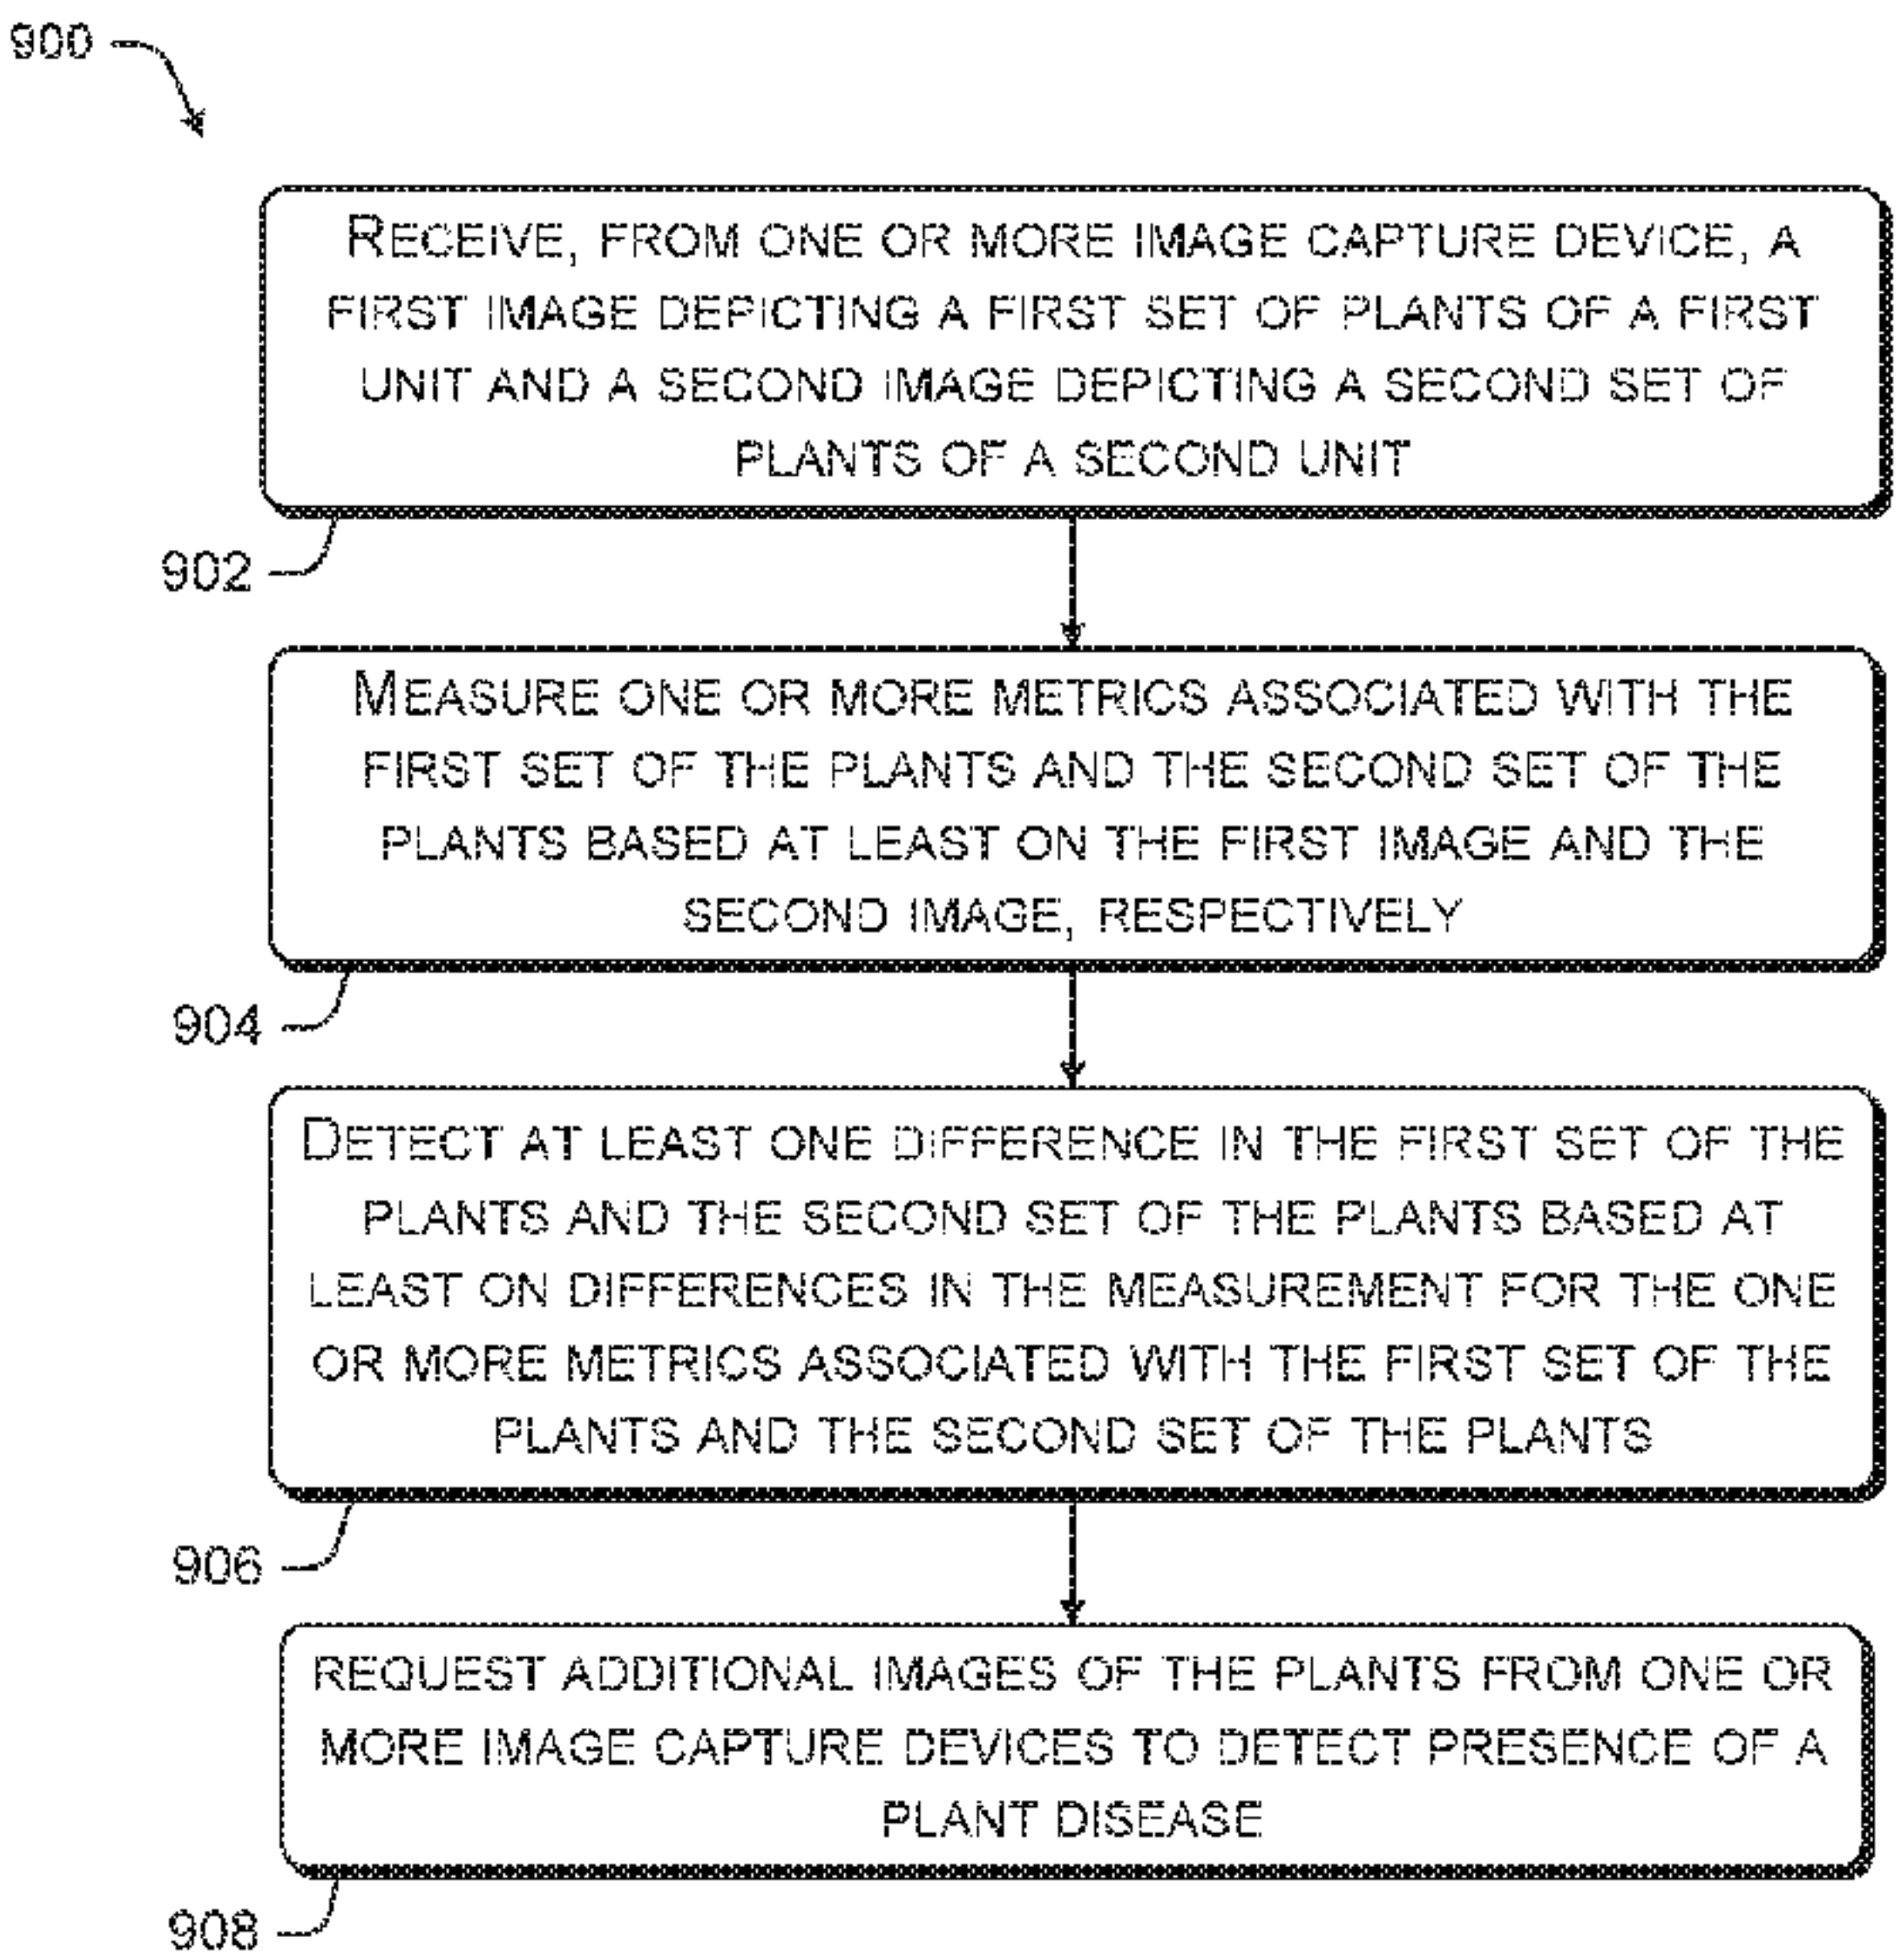 900
RECEIVE, FROM ONE OR MORE IMAGE CAPTURE DEVICE, A
FIRST IMAGE DEPICTING A FIRST SET OF PLANTS OF A FIRST
UNIT AND A SECOND IMAGE DEPICTING A SECOND SET OF
PLANTS OF A SECOND UNIT
902
MEASURE ONE OR MORE METRICS ASSOCIATED WITH THE
FIRST SET OF THE PLANTS AND THE SECOND SET OF THE
PLANTS BASED AT LEAST ON THE FIRST IMAGE AND THE
SECOND IMAGE, RESPECTIVELY
904
DETECT AT LEAST ONE DIFFERENCE IN THE FIRST SET OF THE
PLANTS AND THE SECOND SET OF THE PLANTS BASED AT
LEAST ON DIFFERENCES IN THE MEASUREMENT FOR THE ONE
OR MORE METRICS ASSOCIATED WITH THE FIRST SET OF THE
PLANTS AND THE SECOND SET OF THE PLANTS
906
REQUEST ADDITIONAL IMAGES OF THE PLANTS FROM ONE OR
MORE IMAGE CAPTURE DEVICES TO DETECT PRESENCE OF A
PLANT DISEASE
908